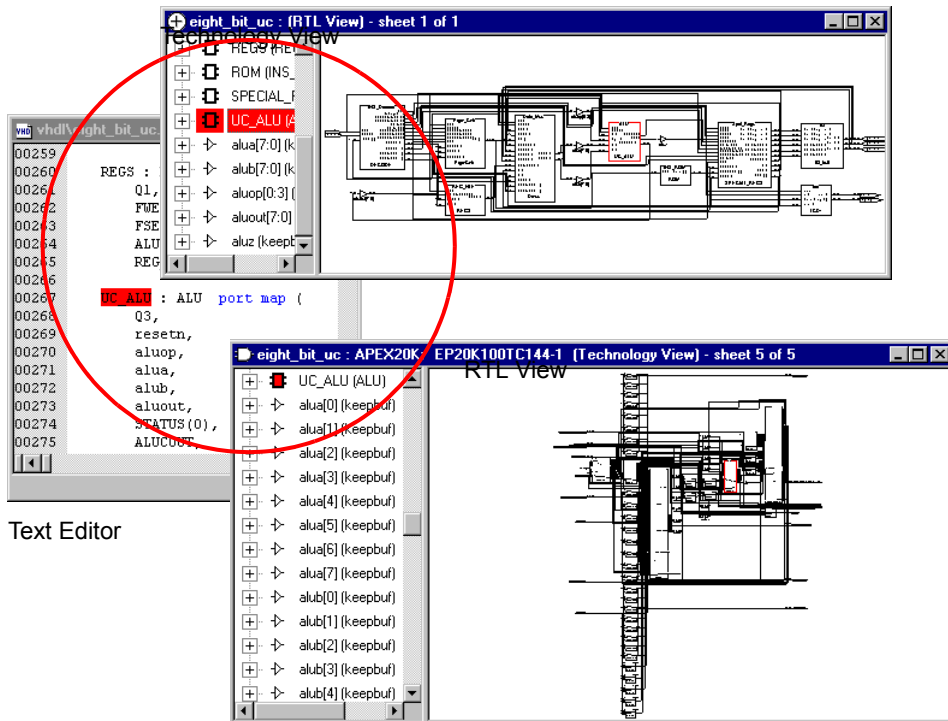 eight_bit_uc : (RTL View) - sheet 1 of 1
Technology View
REGS (RE
ROM (INS_
SPECIAL_F
UC_ALU (A
alua[7:0] (k
alub[7:0] (k
aluop[0:3] (
aluout[7:0]
aluz (keepb
vhdl\eight_bit_uc.
00259
00260 REGS :
00261 Q1,
00262 FWE
00263 FSE
00264 ALU
00265 REG
00266
00267 UC_ALU : ALU port map (
00268 Q3,
00269 resetn,
00270 aluop,
00271 alua,
00272 alub,
00273 aluout,
00274 STATUS(0),
00275 ALUCOUT,
Text Editor
eight_bit_uc : APEX20K- EP20K100TC144-1 (Technology View) - sheet 5 of 5
RTL View
UC_ALU (ALU)
alua[0] (keepbuf)
alua[1] (keepbuf)
alua[2] (keepbuf)
alua[3] (keepbuf)
alua[4] (keepbuf)
alua[5] (keepbuf)
alua[6] (keepbuf)
alua[7] (keepbuf)
alub[0] (keepbuf)
alub[1] (keepbuf)
alub[2] (keepbuf)
alub[3] (keepbuf)
alub[4] (keepbuf)